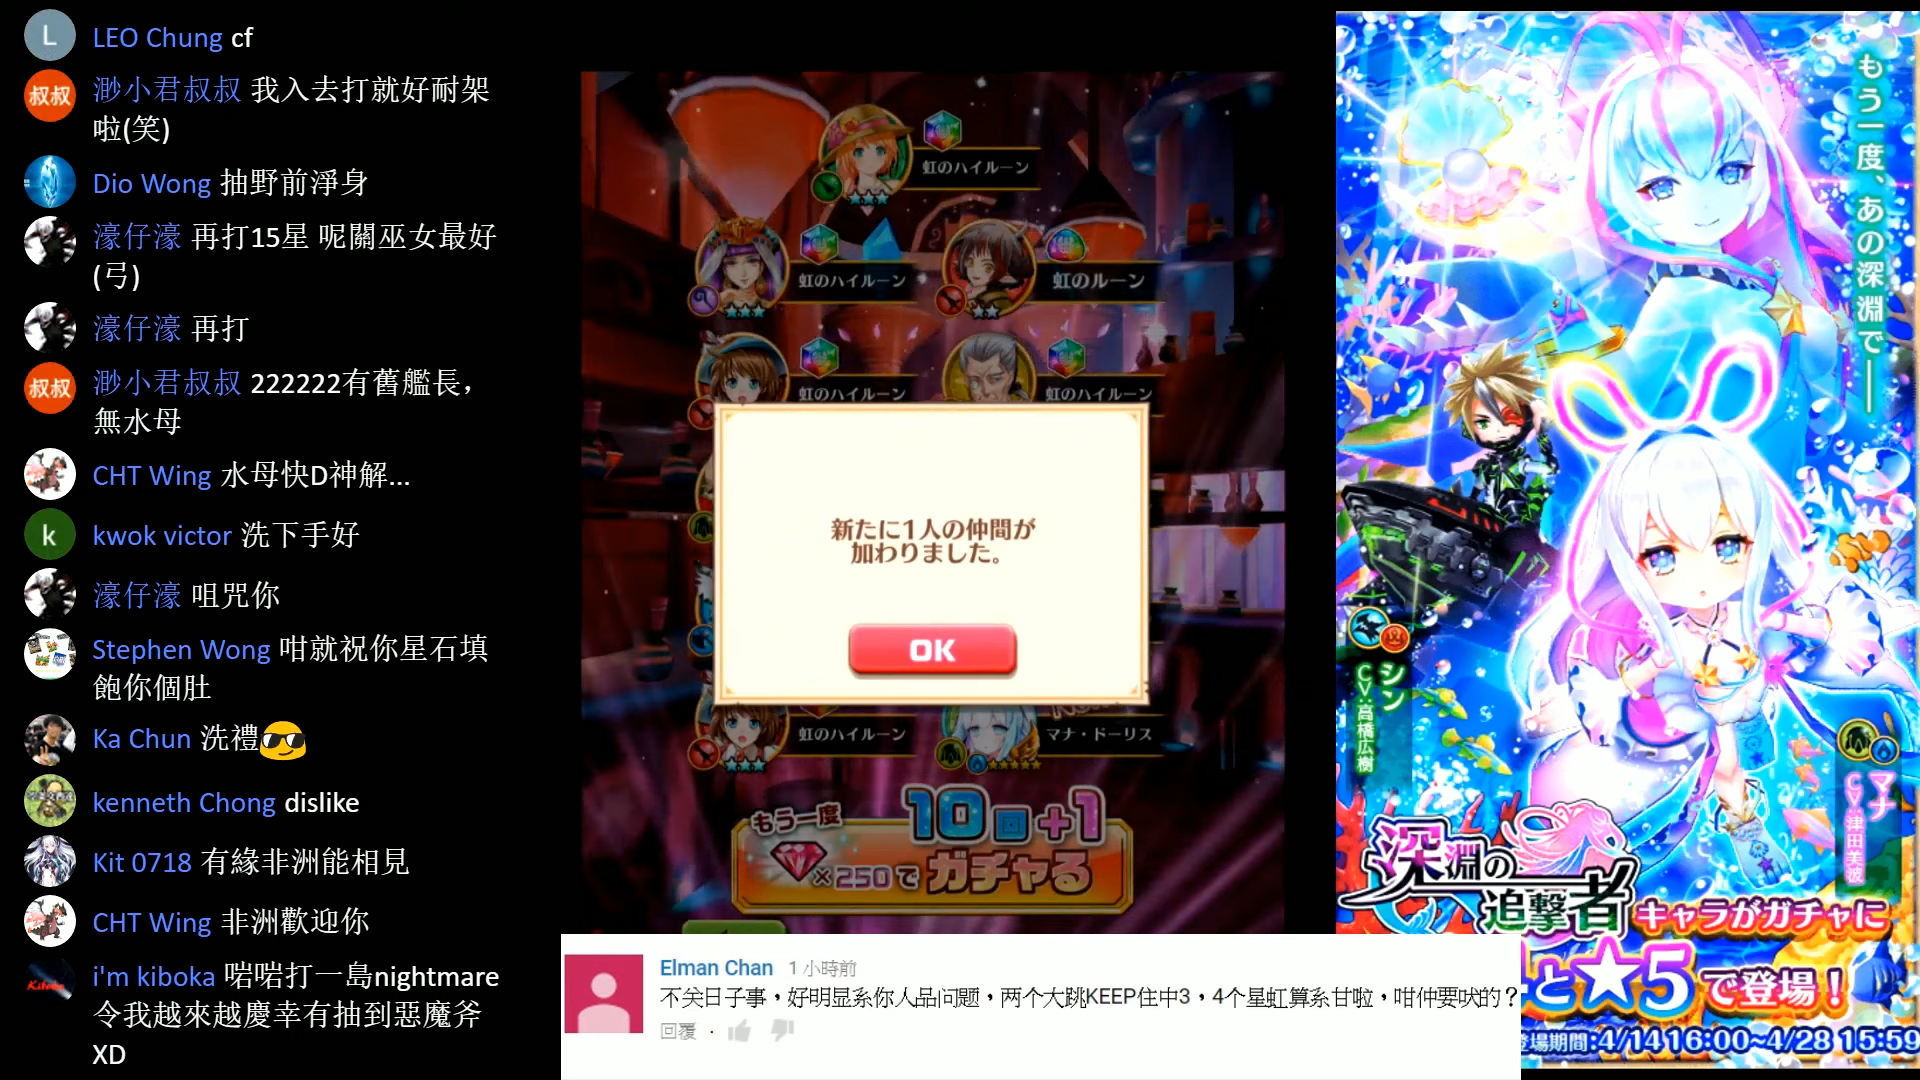 L LEO Chung cf
叔叔 渺小君叔叔 我入去打就好耐架
啦(笑)
Dio Wong 抽野前淨身
濠仔濠 再打15星 呢關巫女最好
(弓)
濠仔濠 再打
叔叔 渺小君叔叔 222222有舊艦長，
無水母
CHT Wing 水母快D神解...
k kwok victor 洗下手好
濠仔濠 咀咒你
Stephen Wong 咁就祝你星石填
飽你個肚
Ka Chun 洗禮😎
kenneth Chong dislike
Kit 0718 有緣非洲能相見
CHT Wing 非洲歡迎你
Kiboka i'm kiboka 啱啱打一島nightmare
令我越來越慶幸有抽到惡魔斧
XD
虹のハイルーン
虹のハイルーン
虹のルーン
虹のハイルーン
虹のハイルーン
新たに1人の仲間が
加わりました。
OK
虹のハイルーン
マナ・ドーリス
もう一度
10回+1
×250で ガチャる
Elman Chan 1 小時前
不关日子事，好明显系你人品问题，两个大跳KEEP住中3，4个星虹算系甘啦，咁仲要吠的？
回覆 ·
もう一度、あの深淵で——
シン
CV:高橋広樹
マナ
CV:津田美波
深淵の
追撃者
キャラがガチャに
と★5で登場！
登場期間:4/14 16:00~4/28 15:59